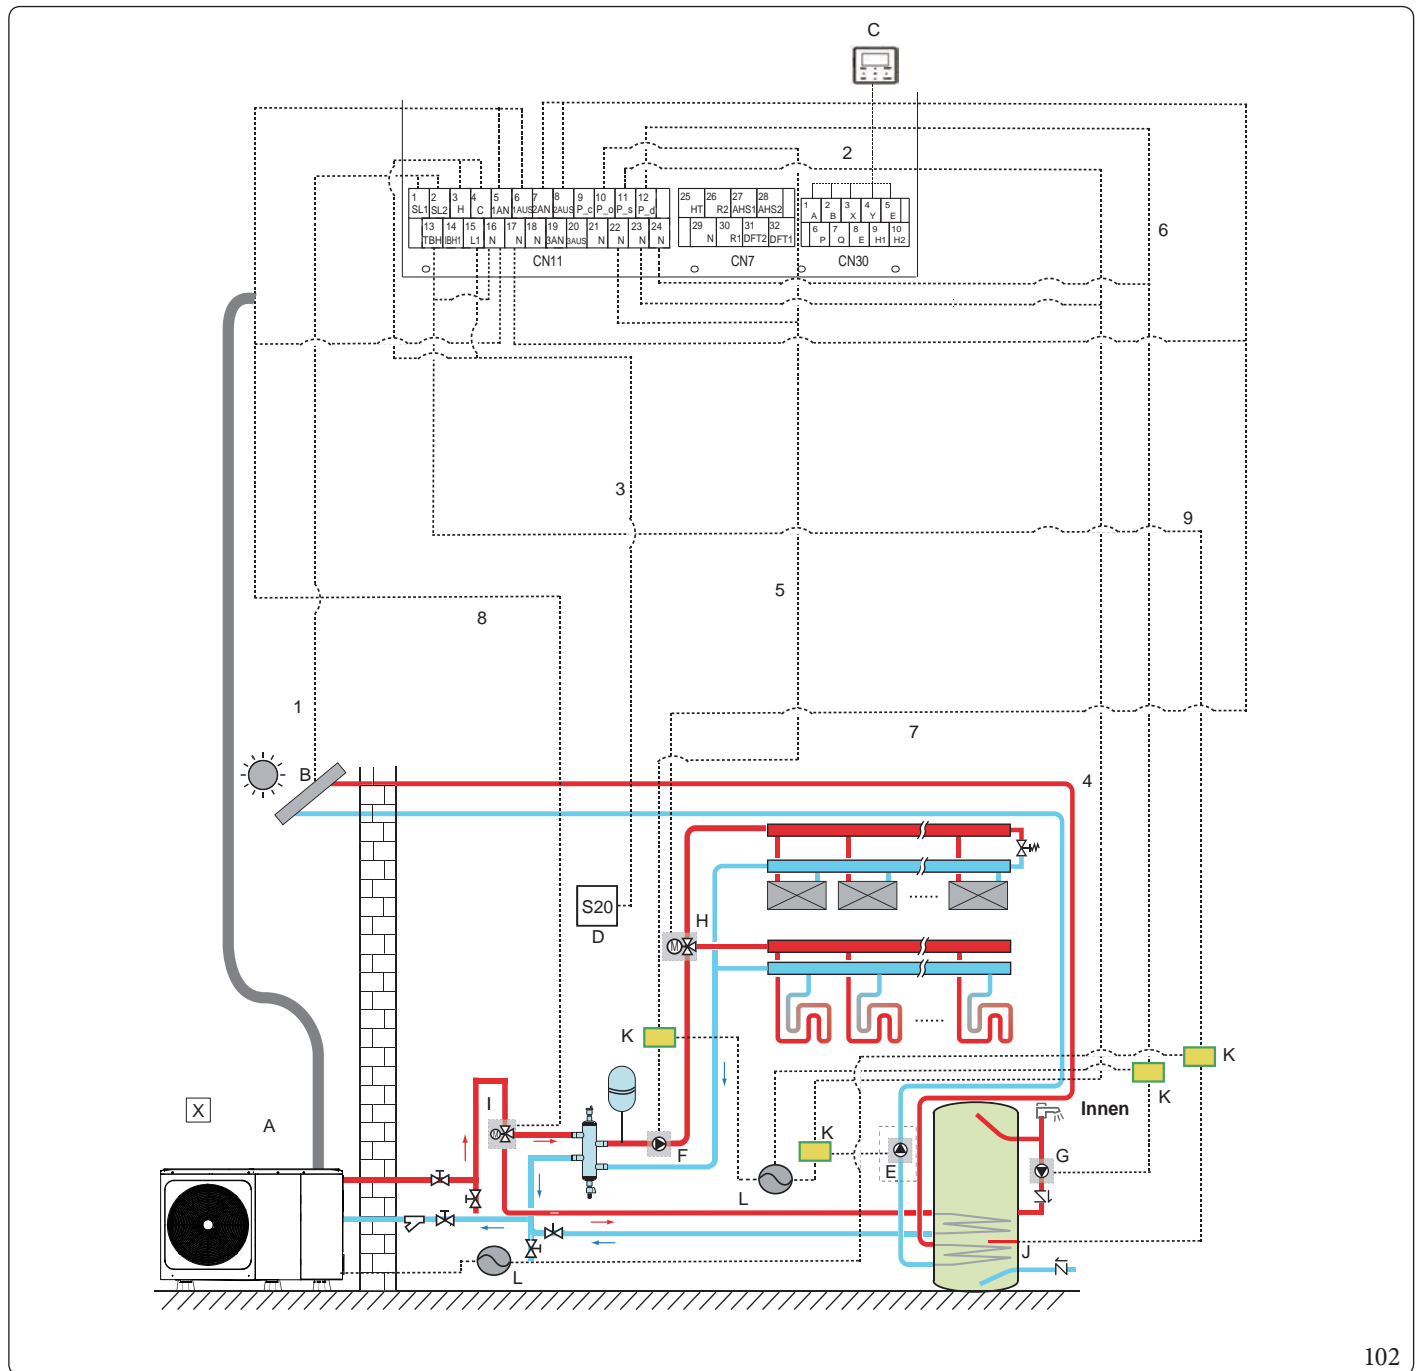 C
2
1 2 3 4 5 6 7 8 9 10 11 12
SL1 SL2 H C 1AN 1AUS 2AN 2AUS P_c P_o P_s P_d
13 14 15 16 17 18 19 20 21 22 23 24
TBH IBH1 L1 N N N 3AN 3AUS N N N N
CN11
25 26 27 28
HT R2 AHS1 AHS2
29 30 31 32
N R1 DFT2 DFT1
CN7
1 2 3 4 5
A B X Y E
6 7 8 9 10
P Q E H1 H2
CN30
6
3
9
5
8
1
7
B
4
S20
D
H
M
K
K
K
I
M
X
A
Innen
K
F
E
G
L
J
L
102